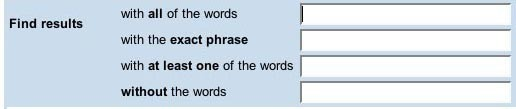 with all of the words
Find results
with the exact phrase
with at least one of the words
without the words